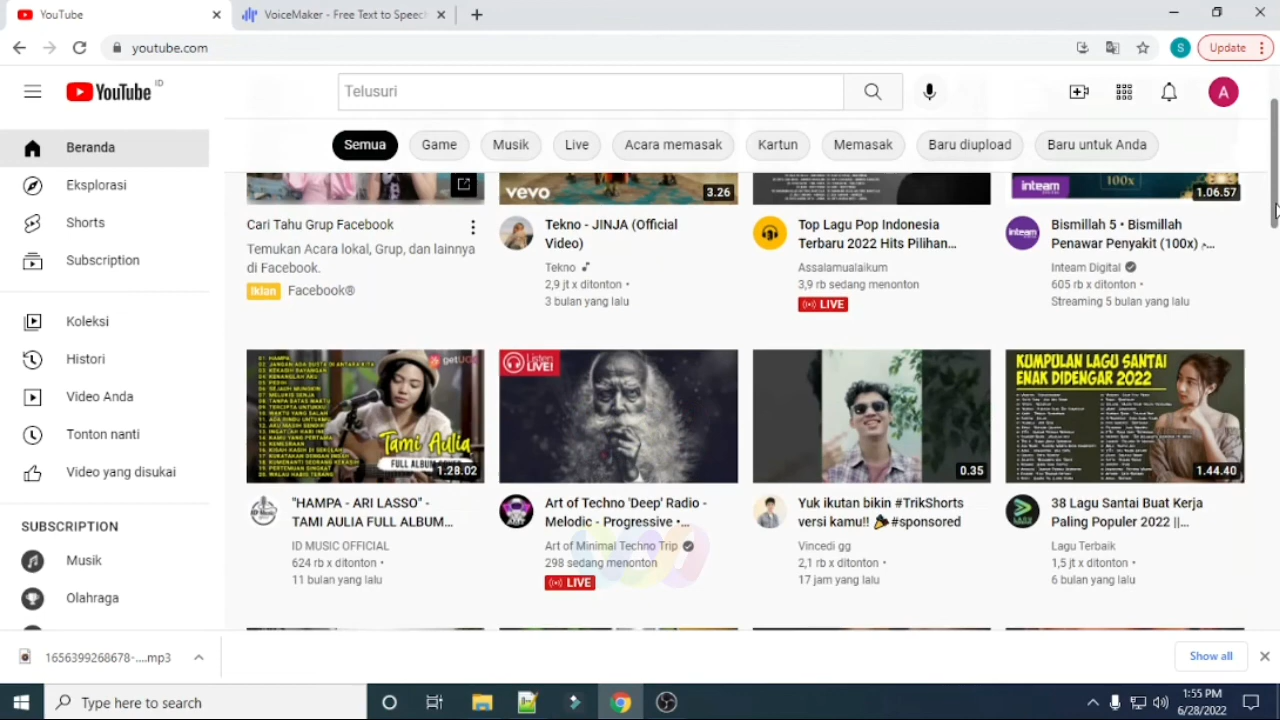 YouTube
VoiceMaker - Free Text to Speech
youtube.com
S
Update
YouTube ID
Telusuri
A
Semua
Game
Musik
Live
Acara memasak
Kartun
Memasak
Baru diupload
Baru untuk Anda
Beranda
Eksplorasi
Shorts
Subscription
Koleksi
Histori
Video Anda
Tonton nanti
Video yang disukai
SUBSCRIPTION
Musik
Olahraga
vevo
3.26
inteam
100x
1.06.57
Cari Tahu Grup Facebook
Temukan Acara lokal, Grup, dan lainnya
di Facebook.
Iklan Facebook®
Tekno - JINJA (Official
Video)
Tekno
2,9 jt x ditonton •
3 bulan yang lalu
Top Lagu Pop Indonesia
Terbaru 2022 Hits Pilihan...
Assalamualaikum
3,9 rb sedang menonton
LIVE
inteam
Bismillah 5 • Bismillah
Penawar Penyakit (100x) ...
Inteam Digital
605 rb x ditonton •
Streaming 5 bulan yang lalu
Tami Aulia
FULL ALBUM
1.28.02
Listen
LIVE!
0.35
KUMPULAN LAGU SANTAI
ENAK DIDENGAR 2022
1.44.40
"HAMPA - ARI LASSO" -
TAMI AULIA FULL ALBUM...
ID MUSIC OFFICIAL
624 rb x ditonton •
11 bulan yang lalu
Art of Techno 'Deep' Radio -
Melodic - Progressive •...
Art of Minimal Techno Trip
298 sedang menonton
LIVE
Yuk ikutan bikin #TrikShorts
versi kamu!! 🎉#sponsored
Vincedi gg
2,1 rb x ditonton •
17 jam yang lalu
38 Lagu Santai Buat Kerja
Paling Populer 2022 ||...
Lagu Terbaik
1,5 jt x ditonton •
6 bulan yang lalu
1656399268678-....mp3
Show all
Type here to search
1:55 PM
6/28/2022